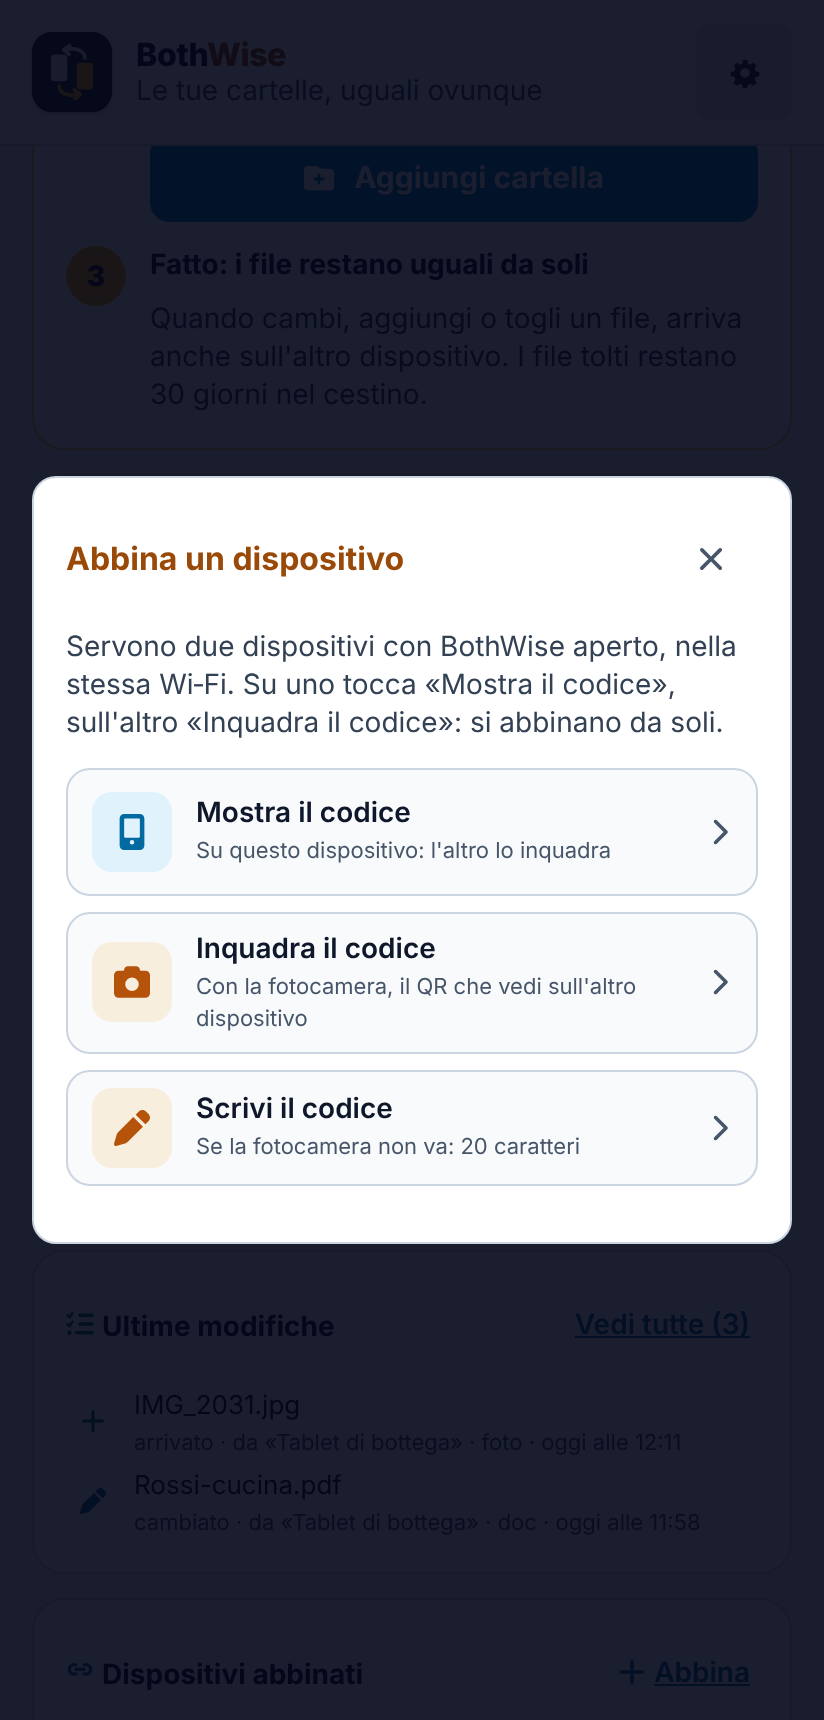 BothWise
Le tue cartelle, uguali ovunque
Aggiungi cartella
3
Fatto: i file restano uguali da soli
Quando cambi, aggiungi o togli un file, arriva
anche sull'altro dispositivo. I file tolti restano
30 giorni nel cestino.
Abbina un dispositivo
Servono due dispositivi con BothWise aperto, nella
stessa Wi-Fi. Su uno tocca «Mostra il codice»,
sull'altro «Inquadra il codice»: si abbinano da soli.
Mostra il codice
Su questo dispositivo: l'altro lo inquadra
Inquadra il codice
Con la fotocamera, il QR che vedi sull'altro
dispositivo
Scrivi il codice
Se la fotocamera non va: 20 caratteri
Ultime modifiche
Vedi tutte (3)
IMG_2031.jpg
arrivato · da «Tablet di bottega» · foto · oggi alle 12:11
Rossi-cucina.pdf
cambiato · da «Tablet di bottega» · doc · oggi alle 11:58
Dispositivi abbinati
Abbina